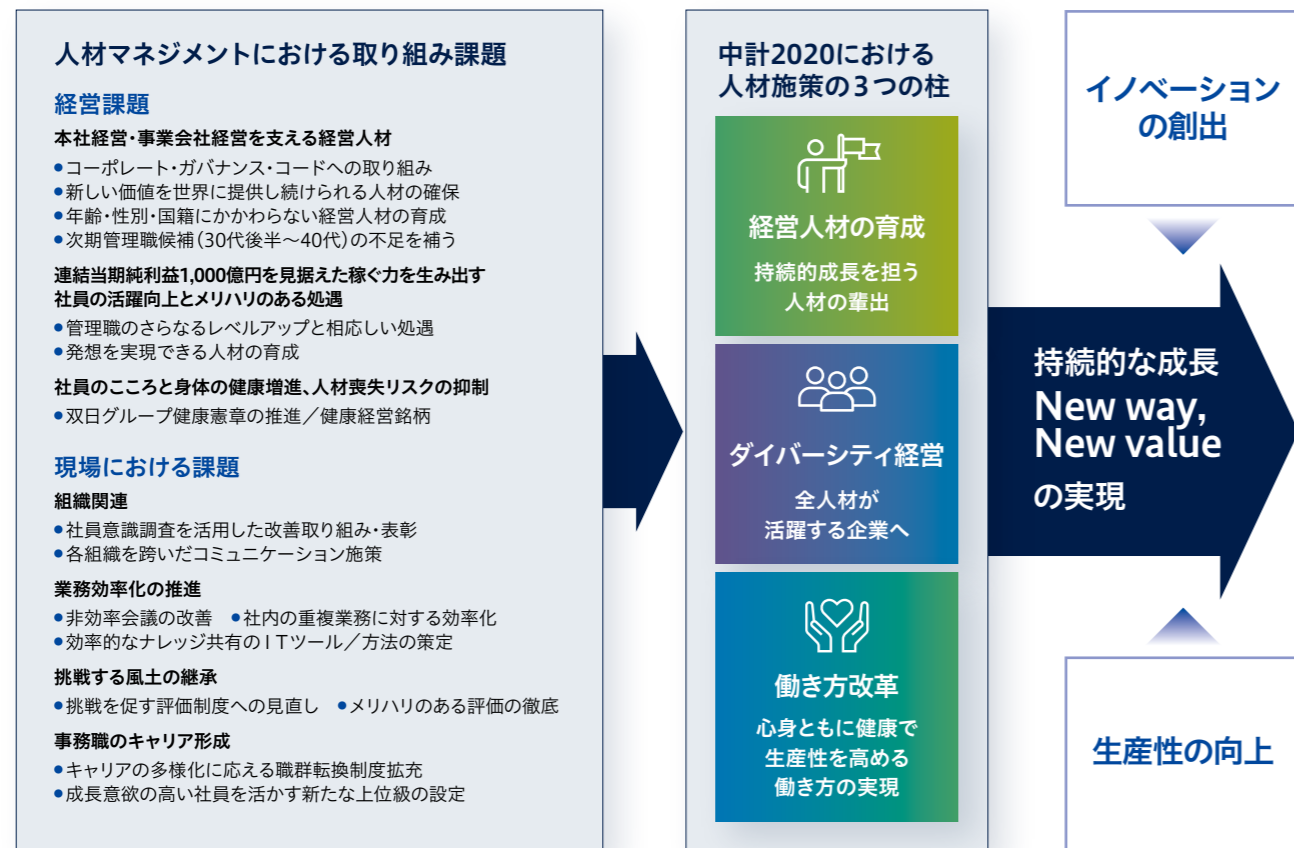 人材マネジメントにおける取り組み課題
経営課題
本社経営・事業会社経営を支える経営人材
●コーポレート・ガバナンス・コードへの取り組み
●新しい価値を世界に提供し続けられる人材の確保
●年齢・性別・国籍にかかわらない経営人材の育成
●次期管理職候補（30代後半～40代）の不足を補う
連結当期純利益1,000億円を見据えた稼ぐ力を生み出す
社員の活躍向上とメリハリのある処遇
●管理職のさらなるレベルアップと相応しい処遇
●発想を実現できる人材の育成
社員のこころと身体の健康増進、人材喪失リスクの抑制
●双日グループ健康憲章の推進／健康経営銘柄
現場における課題
組織関連
●社員意識調査を活用した改善取り組み・表彰
●各組織を跨いだコミュニケーション施策
業務効率化の推進
●非効率会議の改善 ●社内の重複業務に対する効率化
●効率的なナレッジ共有のＩＴツール／方法の策定
挑戦する風土の継承
●挑戦を促す評価制度への見直し ●メリハリのある評価の徹底
事務職のキャリア形成
●キャリアの多様化に応える職群転換制度拡充
●成長意欲の高い社員を活かす新たな上位級の設定
中計2020における
人材施策の3つの柱
経営人材の育成
持続的成長を担う
人材の輩出
ダイバーシティ経営
全人材が
活躍する企業へ
働き方改革
心身ともに健康で
生産性を高める
働き方の実現
イノベーション
の創出
持続的な成長
New way,
New value
の実現
生産性の向上